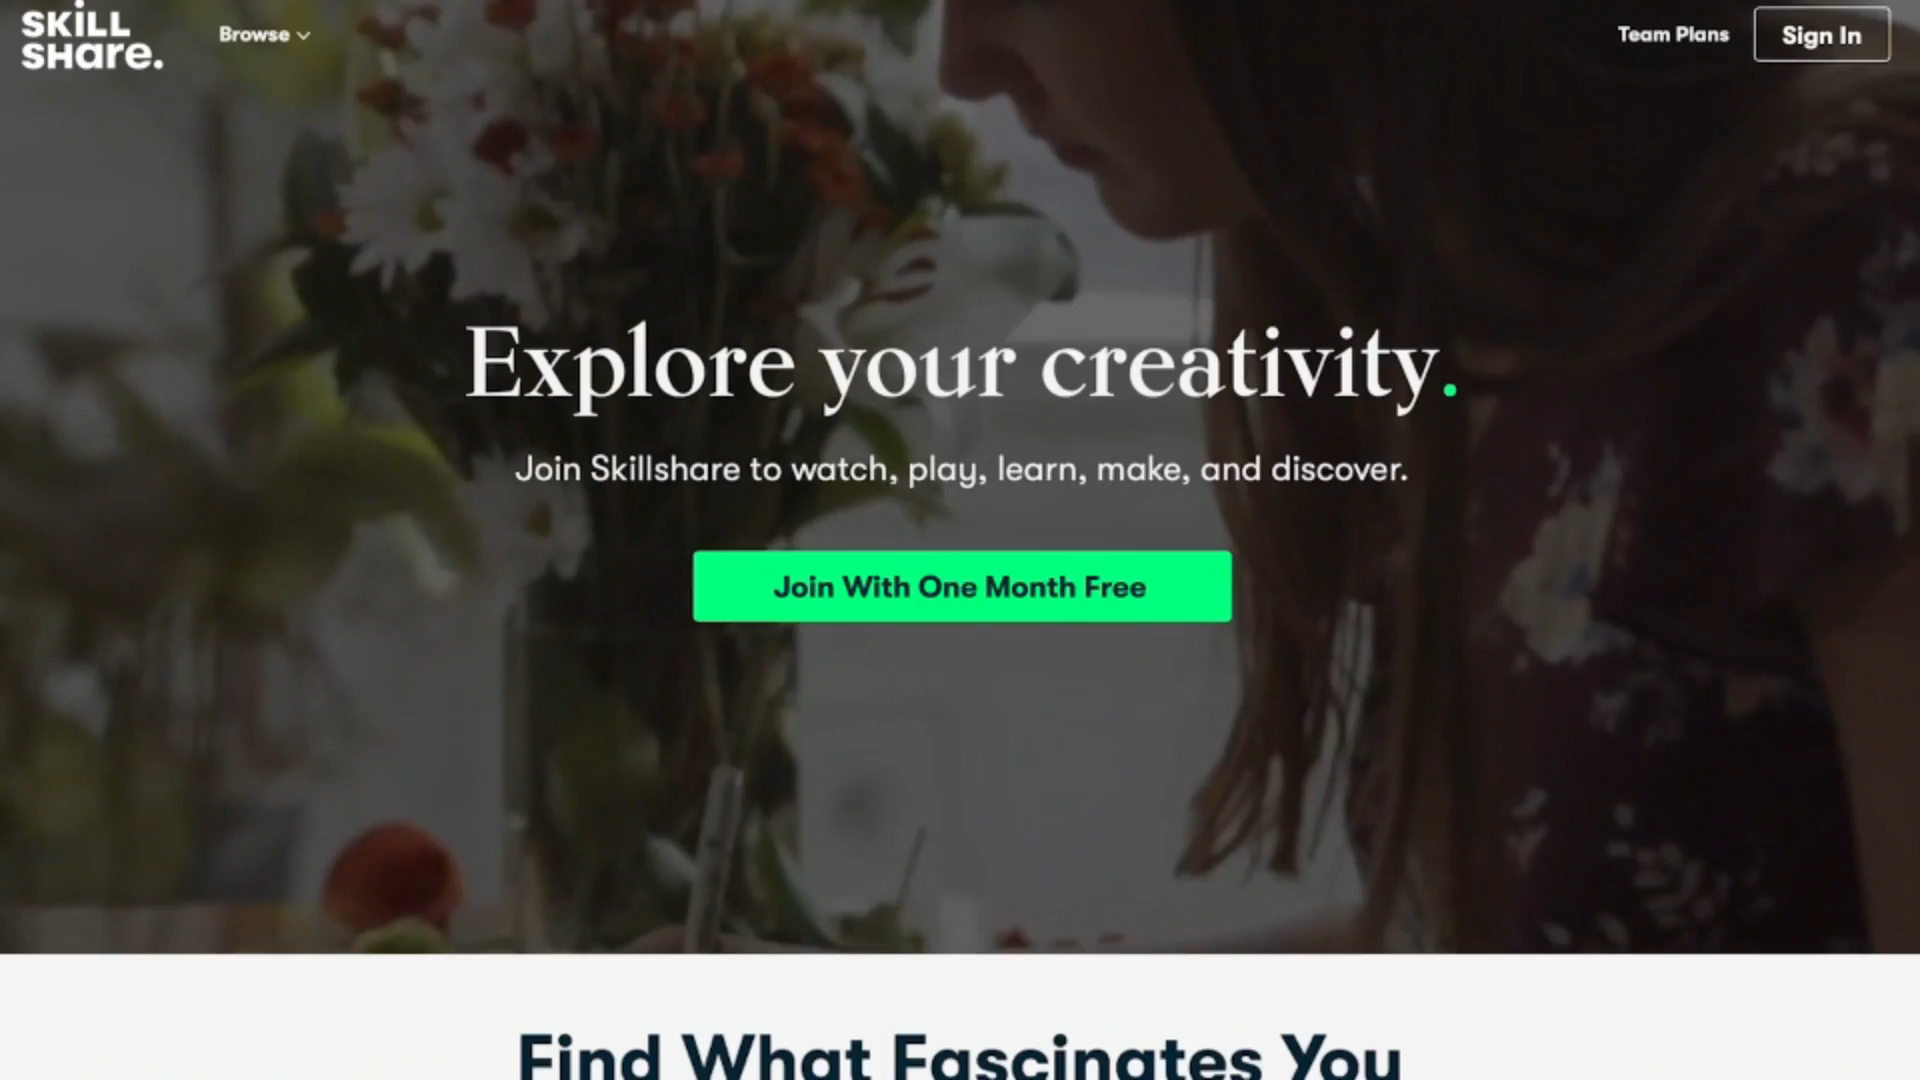 SKiLL
SHare.
Browse
Team Plans
Sign In
Explore your creativity.
Join Skillshare to watch, play, learn, make, and discover.
Join With One Month Free
Find What Fascinates You